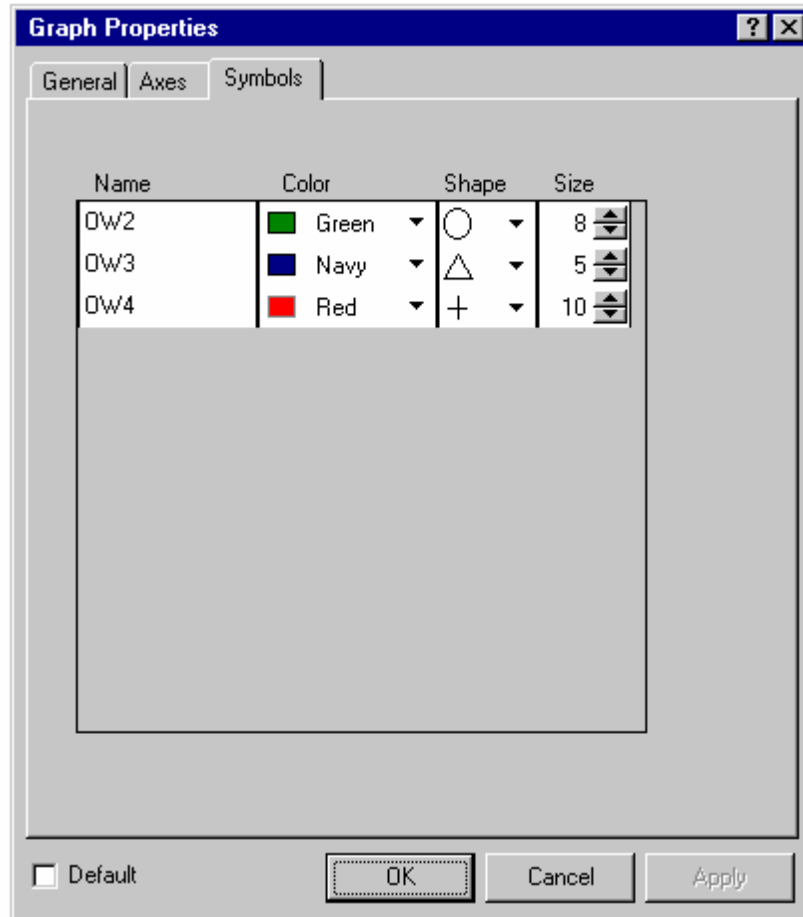 Graph Properties
General Axes Symbols
Name Color Shape Size
OW2 Green 8
OW3 Navy 5
OW4 Red 10
Default OK Cancel Apply